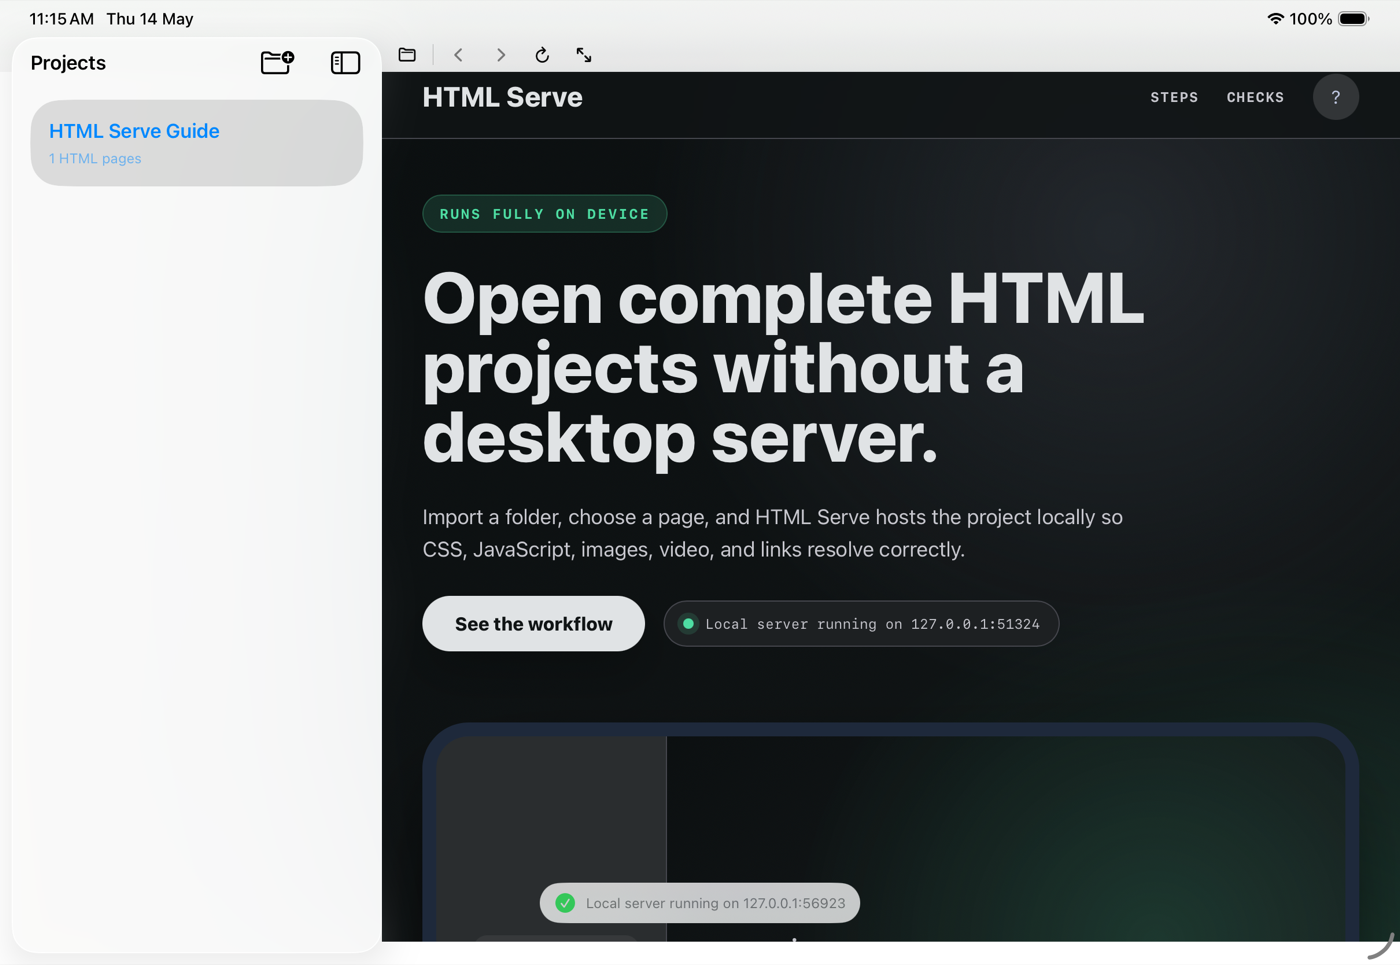 11:15 AM Thu 14 May
100%
Projects
HTML Serve Guide
1 HTML pages
HTML Serve
STEPS CHECKS ?
RUNS FULLY ON DEVICE
Open complete HTML
projects without a
desktop server.
Import a folder, choose a page, and HTML Serve hosts the project locally so
CSS, JavaScript, images, video, and links resolve correctly.
See the workflow
Local server running on 127.0.0.1:51324
Local server running on 127.0.0.1:56923